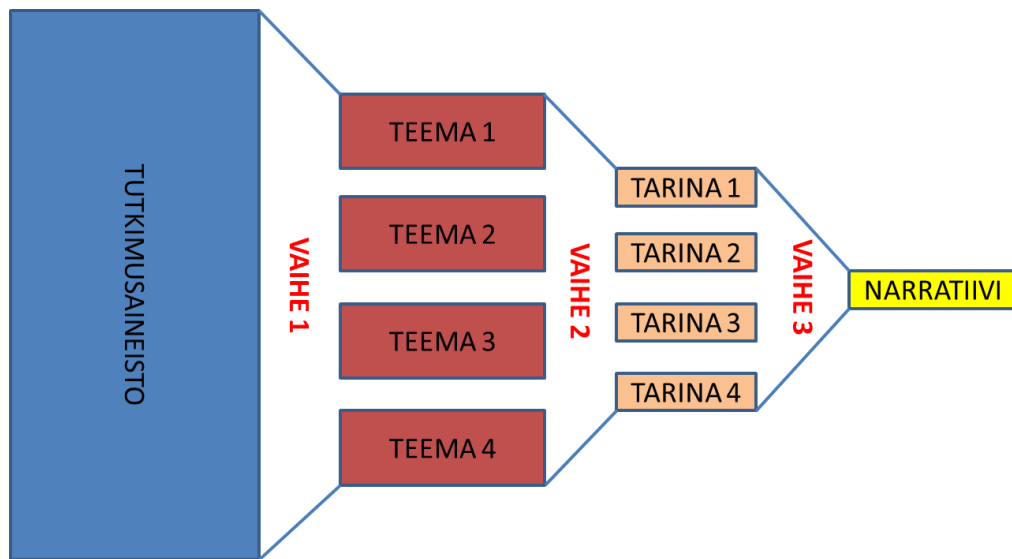 TUTKIMUSAINEISTO
VAIHE 1
TEEMA 1
TEEMA 2
TEEMA 3
TEEMA 4
VAIHE 2
TARINA 1
TARINA 2
TARINA 3
TARINA 4
VAIHE 3
NARRATIIVI